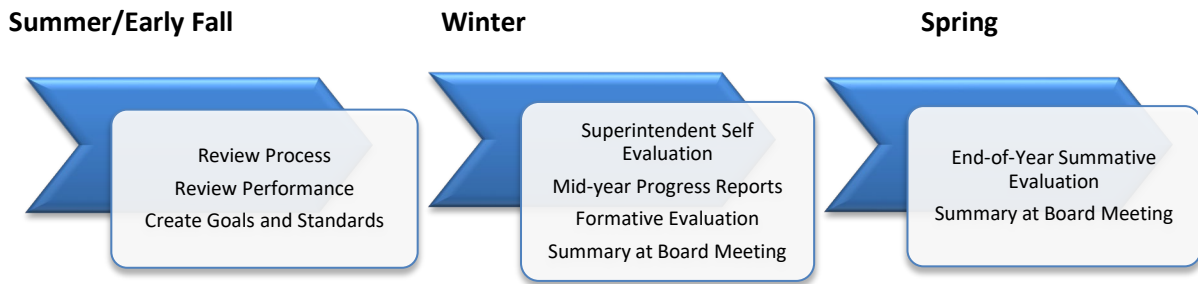 Summer/Early Fall
Review Process
Review Performance
Create Goals and Standards
Winter
Superintendent Self
Evaluation
Mid-year Progress Reports
Formative Evaluation
Summary at Board Meeting
Spring
End-of-Year Summative
Evaluation
Summary at Board Meeting